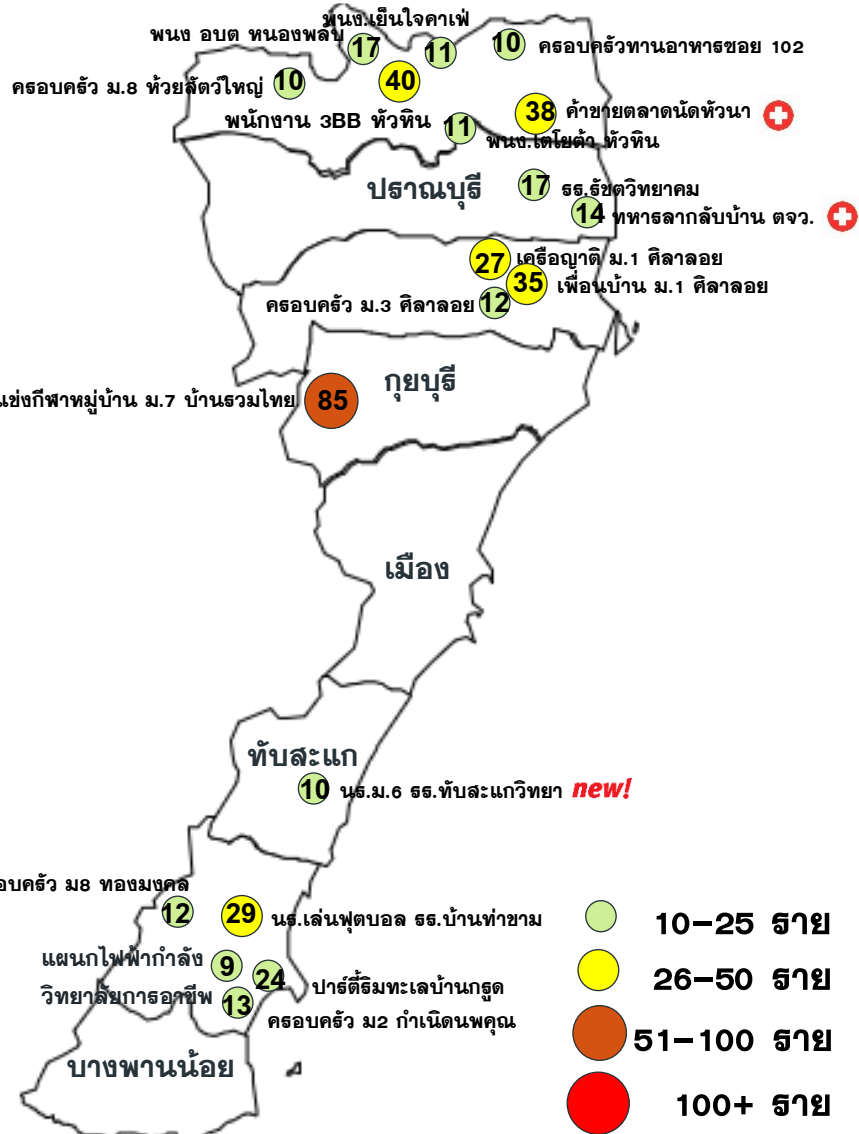 พนง.เย็นใจคาเฟ่
พนง อบต หนองพลับ
17
11
10
ครอบครัวทานอาหารซอย 102
ครอบครัว ม.8 ห้วยสัตว์ใหญ่
10
40
38
ค้าขายตลาดนัดหัวนา
พนักงาน 3BB หัวหิน
11
พนง.โตโยต้า หัวหิน
ปราณบุรี
17
รร.รัชตวิทยาคม
14
ทหารลากลับบ้าน ตจว.
27
เครือญาติ ม.1 ศิลาลอย
35
เพื่อนบ้าน ม.1 ศิลาลอย
ครอบครัว ม.3 ศิลาลอย
12
กุยบุรี
แข่งกีฬาหมู่บ้าน ม.7 บ้านรวมไทย
85
เมือง
ทับสะแก
10
นร.ม.6 รร.ทับสะแกวิทยา new!
อบครัว ม8 ทองมงคล
12
29
นร.เล่นฟุตบอล รร.บ้านท่าขาม
แผนกไฟฟ้ากำลัง
9
24
ปาร์ตี้ริมทะเลบ้านกรูด
วิทยาลัยการอาชีพ
13
ครอบครัว ม2 กำเนิดนพคุณ
บางพานน้อย
10-25 ราย
26-50 ราย
51-100 ราย
100+ ราย